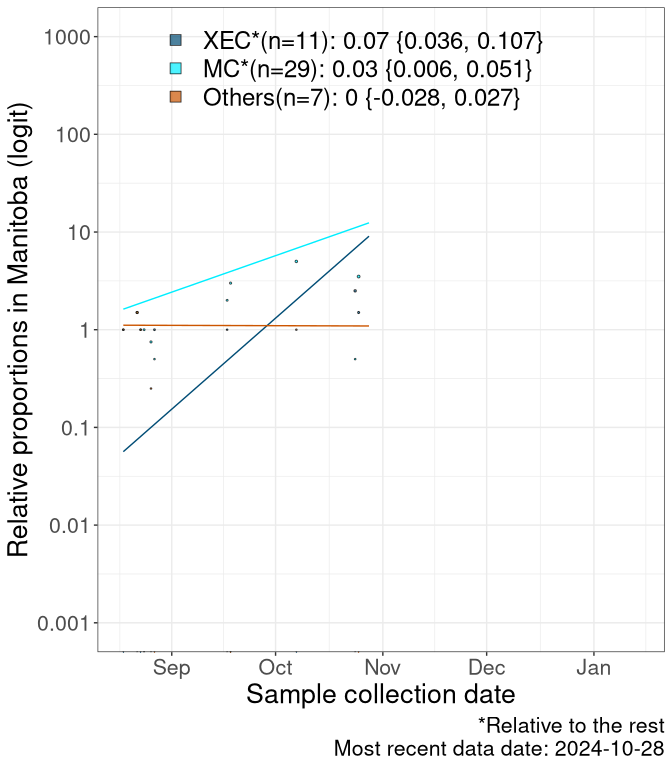 XEC*(n=11): 0.07 {0.036, 0.107}
MC*(n=29): 0.03 {0.006, 0.051}
Others(n=7): 0 {-0.028, 0.027}
Relative proportions in Manitoba (logit)
1000
100
10
1
0.1
0.01
0.001
Sep Oct Nov Dec Jan
Sample collection date
*Relative to the rest
Most recent data date: 2024-10-28